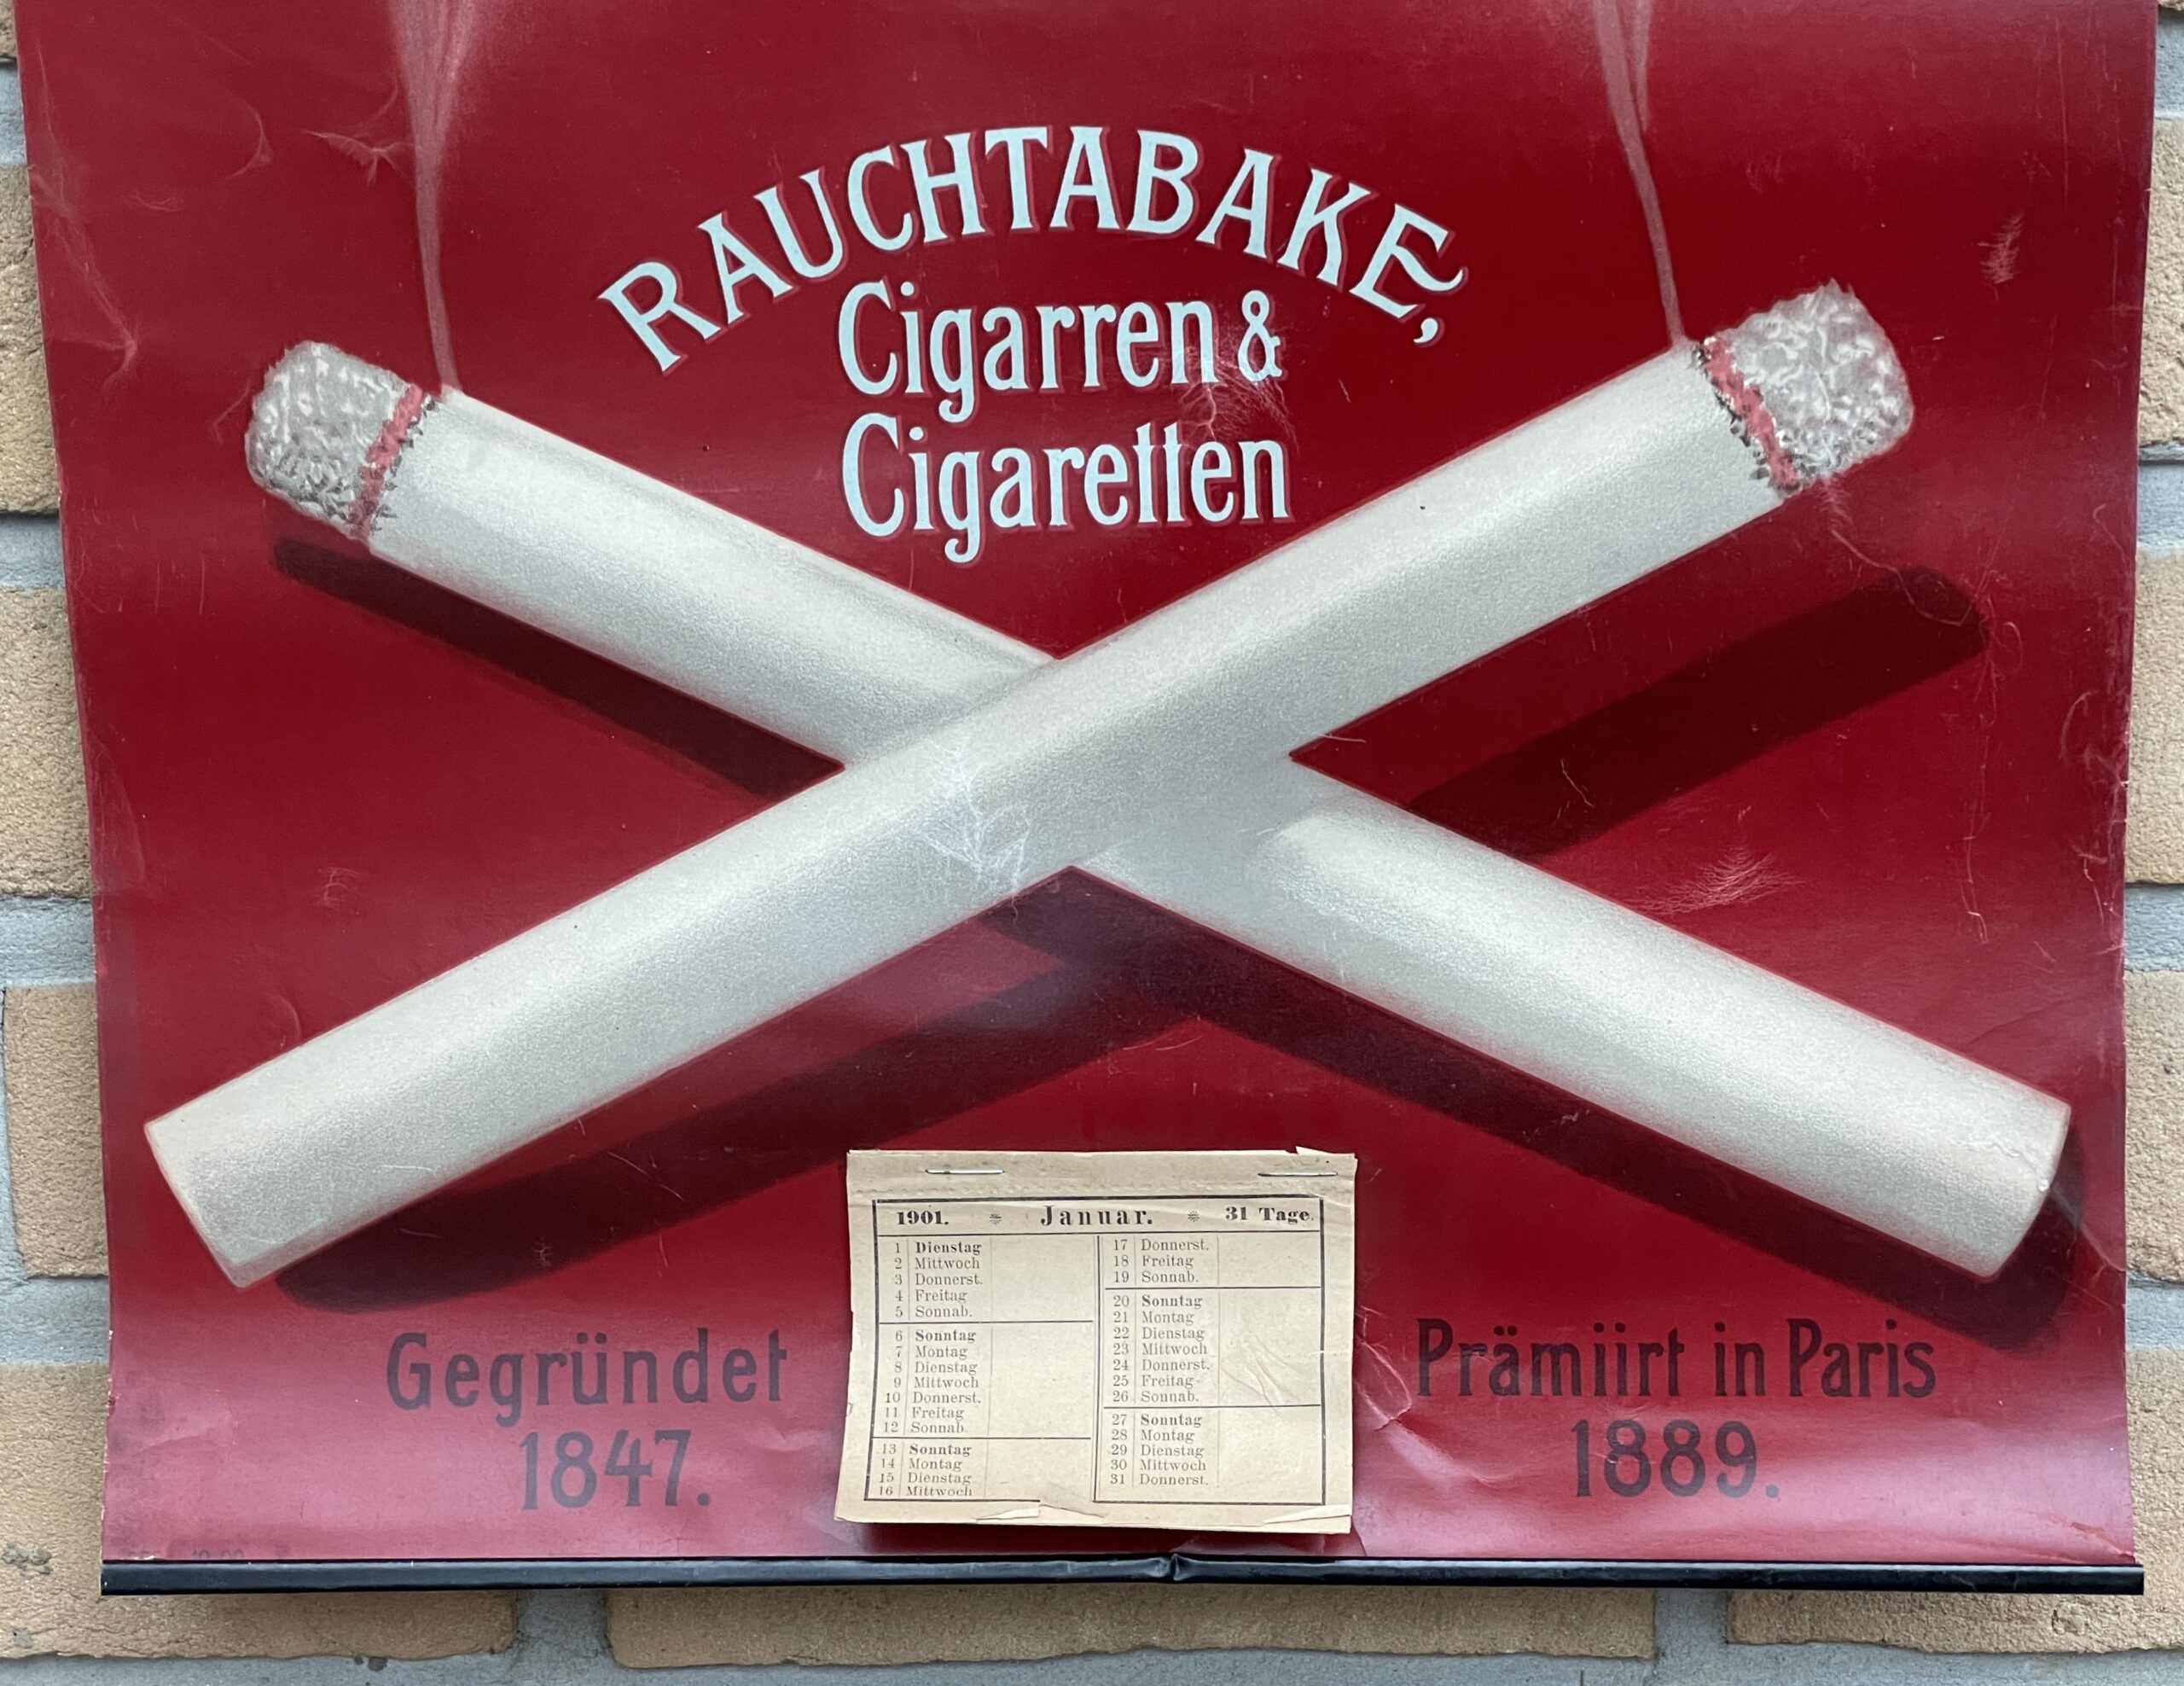 RAUCHTABAKE,
Cigarren &
Cigaretten
1901. Januar. 31 Tage.
1 Dienstag
2 Mittwoch
3 Donnerst.
4 Freitag
5 Sonnab.
6 Sonntag
7 Montag
8 Dienstag
9 Mittwoch
10 Donnerst.
11 Freitag
12 Sonnab.
13 Sonntag
14 Montag
15 Dienstag
16 Mittwoch
17 Donnerst.
18 Freitag
19 Sonnab.
20 Sonntag
21 Montag
22 Dienstag
23 Mittwoch
24 Donnerst.
25 Freitag
26 Sonnab.
27 Sonntag
28 Montag
29 Dienstag
30 Mittwoch
31 Donnerst.
Gegründet
1847.
Prämiirt in Paris
1889.